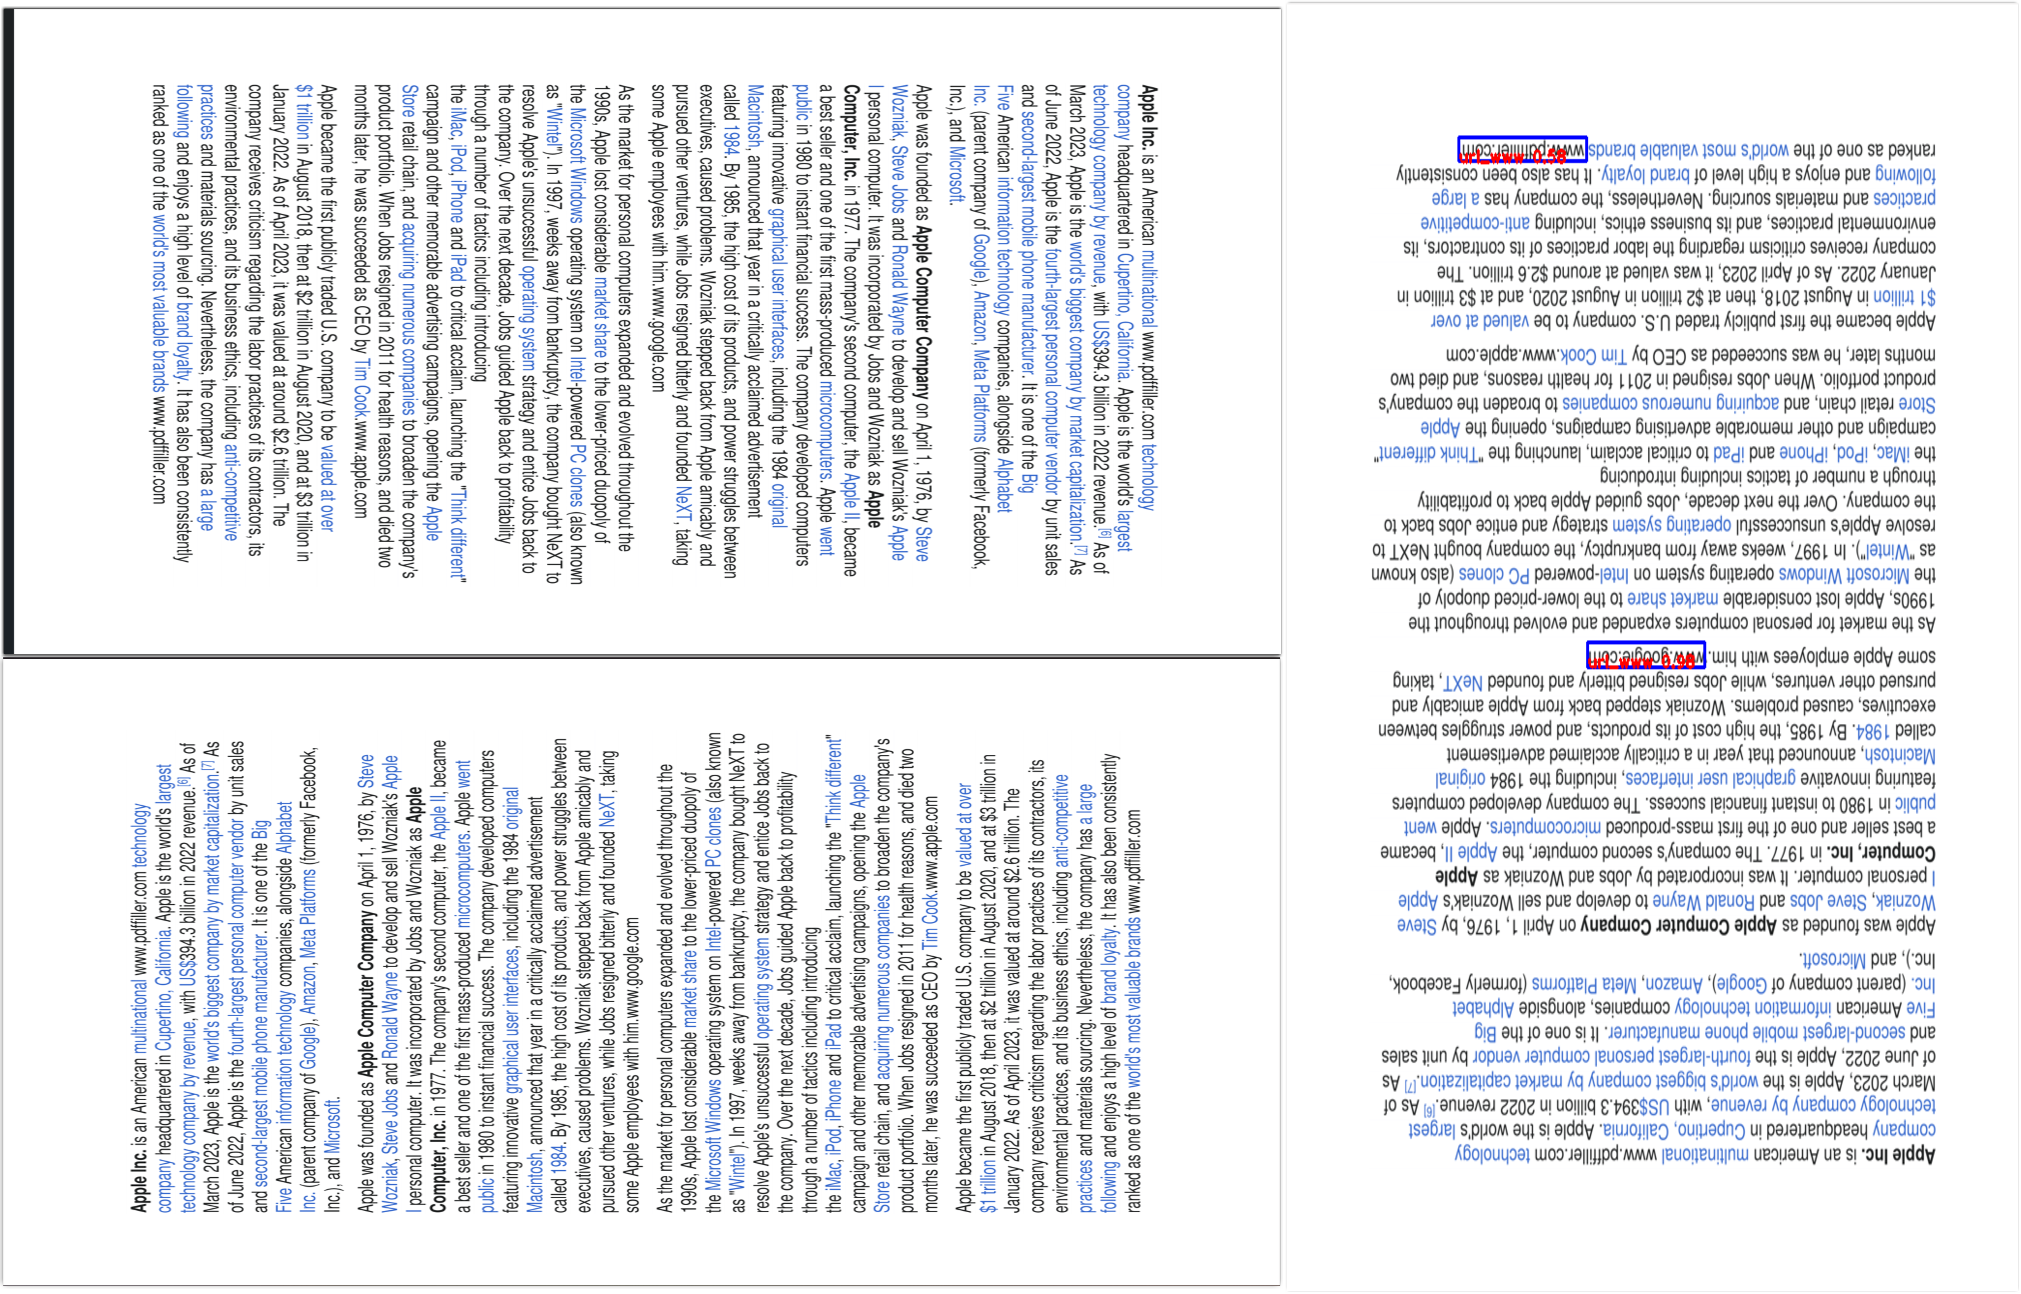 Apple Inc. is an American multinational www.pdffiller.com technology
company headquartered in Cupertino, California. Apple is the world's largest
technology company by revenue, with US$394.3 billion in 2022 revenue.[6] As of
March 2023, Apple is the world's biggest company by market capitalization.[7] As
of June 2022, Apple is the fourth-largest personal computer vendor by unit sales
and second-largest mobile phone manufacturer. It is one of the Big
Five American information technology companies, alongside Alphabet
Inc. (parent company of Google), Amazon, Meta Platforms (formerly Facebook,
Inc.), and Microsoft.
Apple was founded as Apple Computer Company on April 1, 1976, by Steve
Wozniak, Steve Jobs and Ronald Wayne to develop and sell Wozniak's Apple
I personal computer. It was incorporated by Jobs and Wozniak as Apple
Computer, Inc. in 1977. The company's second computer, the Apple II, became
a best seller and one of the first mass-produced microcomputers. Apple went
public in 1980 to instant financial success. The company developed computers
featuring innovative graphical user interfaces, including the 1984 original
Macintosh, announced that year in a critically acclaimed advertisement
called 1984. By 1985, the high cost of its products, and power struggles between
executives, caused problems. Wozniak stepped back from Apple amicably and
pursued other ventures, while Jobs resigned bitterly and founded NeXT, taking
some Apple employees with him.www.google.com
As the market for personal computers expanded and evolved throughout the
1990s, Apple lost considerable market share to the lower-priced duopoly of
the Microsoft Windows operating system on Intel-powered PC clones (also known
as "Wintel"). In 1997, weeks away from bankruptcy, the company bought NeXT to
resolve Apple's unsuccessful operating system strategy and entice Jobs back to
the company. Over the next decade, Jobs guided Apple back to profitability
through a number of tactics including introducing
the iMac, iPod, iPhone and iPad to critical acclaim, launching the "Think different"
campaign and other memorable advertising campaigns, opening the Apple
Store retail chain, and acquiring numerous companies to broaden the company's
product portfolio. When Jobs resigned in 2011 for health reasons, and died two
months later, he was succeeded as CEO by Tim Cook.www.apple.com
Apple became the first publicly traded U.S. company to be valued at over
$1 trillion in August 2018, then at $2 trillion in August 2020, and at $3 trillion in
January 2022. As of April 2023, it was valued at around $2.6 trillion. The
company receives criticism regarding the labor practices of its contractors, its
environmental practices, and its business ethics, including anti-competitive
practices and materials sourcing. Nevertheless, the company has a large
following and enjoys a high level of brand loyalty. It has also been consistently
ranked as one of the world's most valuable brands www.pdffiller.com
Apple Inc. is an American multinational www.pdffiller.com technology
company headquartered in Cupertino, California. Apple is the world's largest
technology company by revenue, with US$394.3 billion in 2022 revenue.[6] As of
March 2023, Apple is the world's biggest company by market capitalization.[7] As
of June 2022, Apple is the fourth-largest personal computer vendor by unit sales
and second-largest mobile phone manufacturer. It is one of the Big
Five American information technology companies, alongside Alphabet
Inc. (parent company of Google), Amazon, Meta Platforms (formerly Facebook,
Inc.), and Microsoft.
Apple was founded as Apple Computer Company on April 1, 1976, by Steve
Wozniak, Steve Jobs and Ronald Wayne to develop and sell Wozniak's Apple
I personal computer. It was incorporated by Jobs and Wozniak as Apple
Computer, Inc. in 1977. The company's second computer, the Apple II, became
a best seller and one of the first mass-produced microcomputers. Apple went
public in 1980 to instant financial success. The company developed computers
featuring innovative graphical user interfaces, including the 1984 original
Macintosh, announced that year in a critically acclaimed advertisement
called 1984. By 1985, the high cost of its products, and power struggles between
executives, caused problems. Wozniak stepped back from Apple amicably and
pursued other ventures, while Jobs resigned bitterly and founded NeXT, taking
some Apple employees with him.www.google.com
As the market for personal computers expanded and evolved throughout the
1990s, Apple lost considerable market share to the lower-priced duopoly of
the Microsoft Windows operating system on Intel-powered PC clones (also known
as "Wintel"). In 1997, weeks away from bankruptcy, the company bought NeXT to
resolve Apple's unsuccessful operating system strategy and entice Jobs back to
the company. Over the next decade, Jobs guided Apple back to profitability
through a number of tactics including introducing
the iMac, iPod, iPhone and iPad to critical acclaim, launching the "Think different"
campaign and other memorable advertising campaigns, opening the Apple
Store retail chain, and acquiring numerous companies to broaden the company's
product portfolio. When Jobs resigned in 2011 for health reasons, and died two
months later, he was succeeded as CEO by Tim Cook.www.apple.com
Apple became the first publicly traded U.S. company to be valued at over
$1 trillion in August 2018, then at $2 trillion in August 2020, and at $3 trillion in
January 2022. As of April 2023, it was valued at around $2.6 trillion. The
company receives criticism regarding the labor practices of its contractors, its
environmental practices, and its business ethics, including anti-competitive
practices and materials sourcing. Nevertheless, the company has a large
following and enjoys a high level of brand loyalty. It has also been consistently
ranked as one of the world's most valuable brands www.pdffiller.com
Apple Inc. is an American multinational www.pdffiller.com technology
company headquartered in Cupertino, California. Apple is the world's largest
technology company by revenue, with US$394.3 billion in 2022 revenue.[6] As of
March 2023, Apple is the world's biggest company by market capitalization.[7] As
of June 2022, Apple is the fourth-largest personal computer vendor by unit sales
and second-largest mobile phone manufacturer. It is one of the Big
Five American information technology companies, alongside Alphabet
Inc. (parent company of Google), Amazon, Meta Platforms (formerly Facebook,
Inc.), and Microsoft.
Apple was founded as Apple Computer Company on April 1, 1976, by Steve
Wozniak, Steve Jobs and Ronald Wayne to develop and sell Wozniak's Apple
I personal computer. It was incorporated by Jobs and Wozniak as Apple
Computer, Inc. in 1977. The company's second computer, the Apple II, became
a best seller and one of the first mass-produced microcomputers. Apple went
public in 1980 to instant financial success. The company developed computers
featuring innovative graphical user interfaces, including the 1984 original
Macintosh, announced that year in a critically acclaimed advertisement
called 1984. By 1985, the high cost of its products, and power struggles between
executives, caused problems. Wozniak stepped back from Apple amicably and
pursued other ventures, while Jobs resigned bitterly and founded NeXT, taking
some Apple employees with him.www.google.com
url_www
As the market for personal computers expanded and evolved throughout the
1990s, Apple lost considerable market share to the lower-priced duopoly of
the Microsoft Windows operating system on Intel-powered PC clones (also known
as "Wintel"). In 1997, weeks away from bankruptcy, the company bought NeXT to
resolve Apple's unsuccessful operating system strategy and entice Jobs back to
the company. Over the next decade, Jobs guided Apple back to profitability
through a number of tactics including introducing
the iMac, iPod, iPhone and iPad to critical acclaim, launching the "Think different"
campaign and other memorable advertising campaigns, opening the Apple
Store retail chain, and acquiring numerous companies to broaden the company's
product portfolio. When Jobs resigned in 2011 for health reasons, and died two
months later, he was succeeded as CEO by Tim Cook.www.apple.com
Apple became the first publicly traded U.S. company to be valued at over
$1 trillion in August 2018, then at $2 trillion in August 2020, and at $3 trillion in
January 2022. As of April 2023, it was valued at around $2.6 trillion. The
company receives criticism regarding the labor practices of its contractors, its
environmental practices, and its business ethics, including anti-competitive
practices and materials sourcing. Nevertheless, the company has a large
following and enjoys a high level of brand loyalty. It has also been consistently
ranked as one of the world's most valuable brands www.pdffiller.com
url_www 0.58